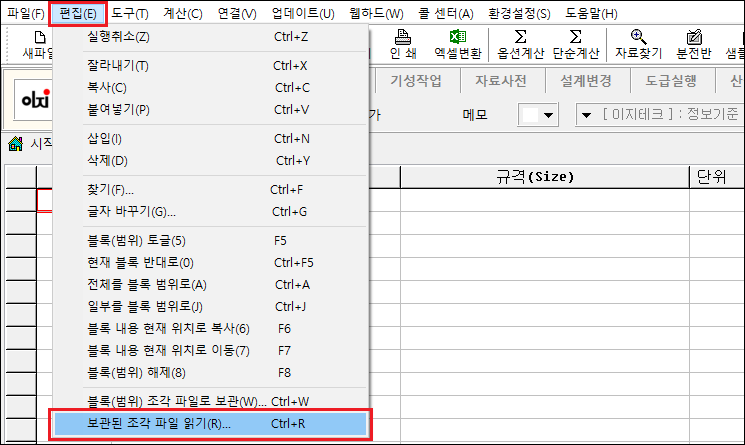 파일(F) 편집(E) 도구(T) 계산(C) 연결(V) 업데이트(U) 웹하드(W) 콜 센터(A) 환경설정(S) 도움말(H)
새파일 인 쇄 엑셀변환 옵션계산 단순계산 자료찾기 분전반
이지 기성작업 자료사전 설계변경 도급실행
가 메모 [ 이지테크 ] : 정보기준
시작
규격(Size) 단위
실행취소(Z) Ctrl+Z
잘라내기(T) Ctrl+X
복사(C) Ctrl+C
붙여넣기(P) Ctrl+V
삽입(I) Ctrl+N
삭제(D) Ctrl+Y
찾기(F)... Ctrl+F
글자 바꾸기(G)... Ctrl+G
블록(범위) 토글(5) F5
현재 블록 반대로(0) Ctrl+F5
전체를 블록 범위로(A) Ctrl+A
일부를 블록 범위로(J) Ctrl+J
블록 내용 현재 위치로 복사(6) F6
블록 내용 현재 위치로 이동(7) F7
블록(범위) 해제(8) F8
블록(범위) 조각 파일로 보관(W)... Ctrl+W
보관된 조각 파일 읽기(R)... Ctrl+R